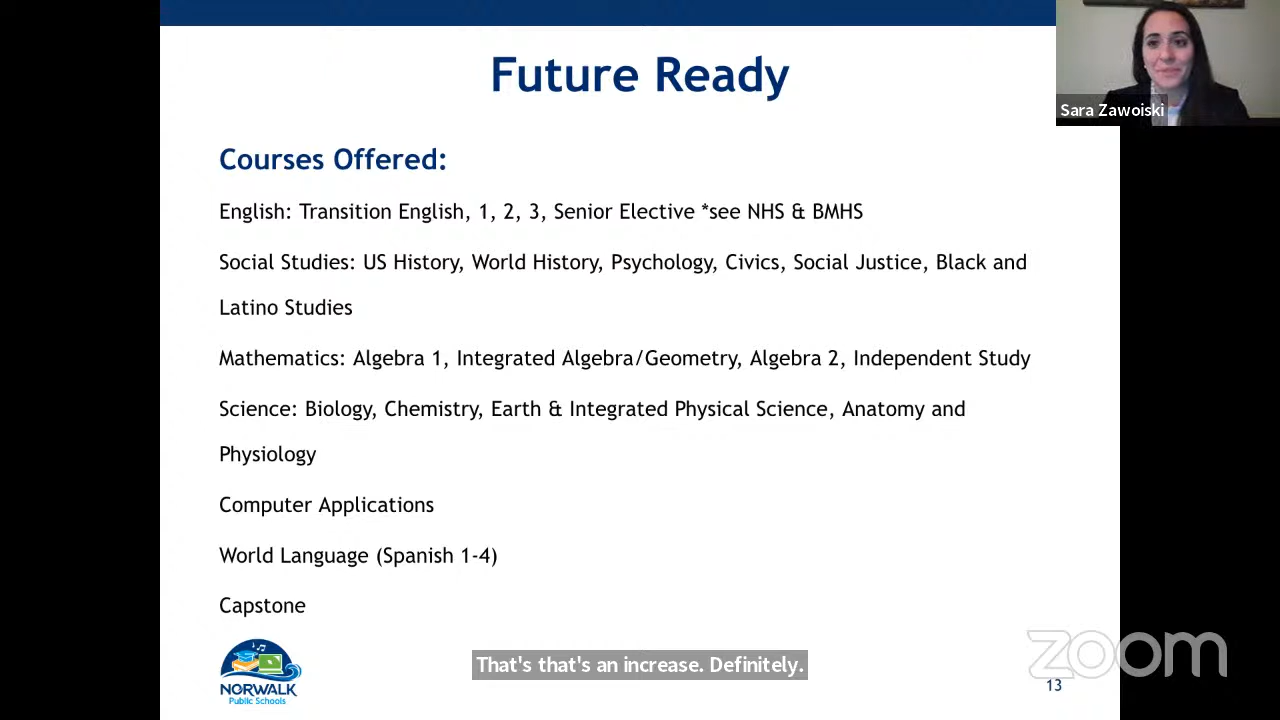 Future Ready
Sara Zawoiski
Courses Offered:
English: Transition English, 1, 2, 3, Senior Elective *see NHS & BMHS
Social Studies: US History, World History, Psychology, Civics, Social Justice, Black and
Latino Studies
Mathematics: Algebra 1, Integrated Algebra/Geometry, Algebra 2, Independent Study
Science: Biology, Chemistry, Earth & Integrated Physical Science, Anatomy and
Physiology
Computer Applications
World Language (Spanish 1-4)
Capstone
NORWALK
Public Schools
That's that's an increase. Definitely.
zoom
13